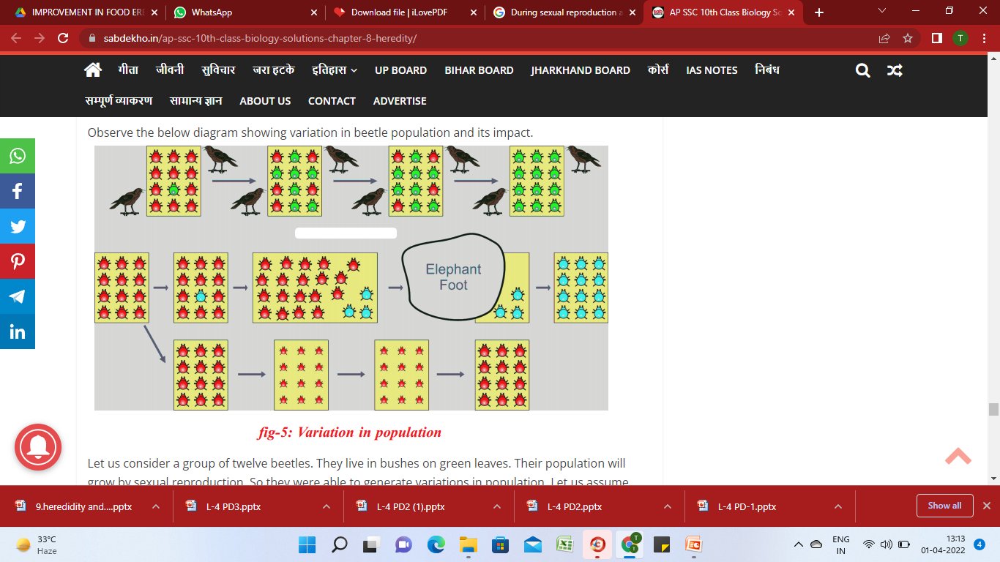 IMPROVEMENT IN FOOD ERE
WhatsApp
Download file | iLovePDF
During sexual reproduction a
AP SSC 10th Class Biology So
sabdekho.in/ap-ssc-10th-class-biology-solutions-chapter-8-heredity/
T
गीता जीवनी सुविचार जरा हटके इतिहास UP BOARD BIHAR BOARD JHARKHAND BOARD कोर्स IAS NOTES निबंध
सम्पूर्ण व्याकरण सामान्य ज्ञान ABOUT US CONTACT ADVERTISE
Observe the below diagram showing variation in beetle population and its impact.
Elephant
Foot
fig-5: Variation in population
Let us consider a group of twelve beetles. They live in bushes on green leaves. Their population will
grow by sexual reproduction. So they were able to generate variations in population. Let us assume
9.heredidity and....pptx
L-4 PD3.pptx
L-4 PD2 (1).pptx
L-4 PD2.pptx
L-4 PD-1.pptx
Show all
33°C
Haze
ENG
IN
13:13
01-04-2022
4